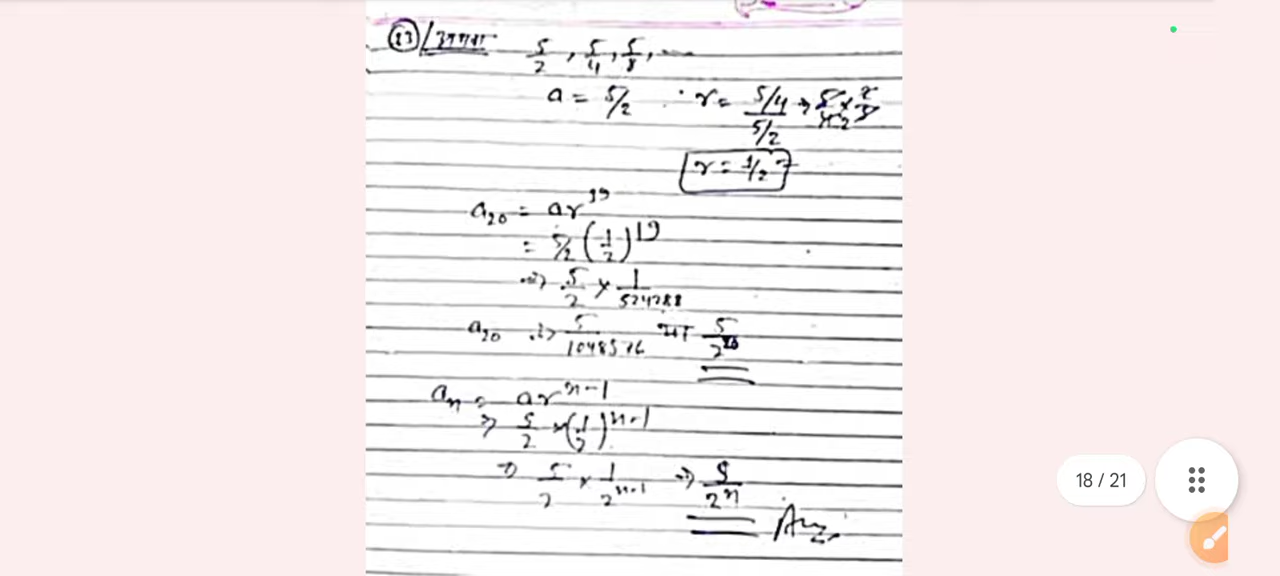 23 / उत्तर 5/2, 5/4, 5/8, ...
a = 5/2 r = (5/4)/(5/2) → 5/4 2 × 2/5
r = 1/2
a₂₀ = ar¹⁹
= 5/2 (1/2)¹⁹
⇒ 5/2 × 1/524288
a₂₀ ⇒ 5/1048576 या 5/2²⁰
aₙ = arⁿ⁻¹
⇒ 5/2 × (1/2)ⁿ⁻¹
⇒ 5/2 × 1/2ⁿ⁻¹ ⇒ 5/2ⁿ
Ans.
18 / 21